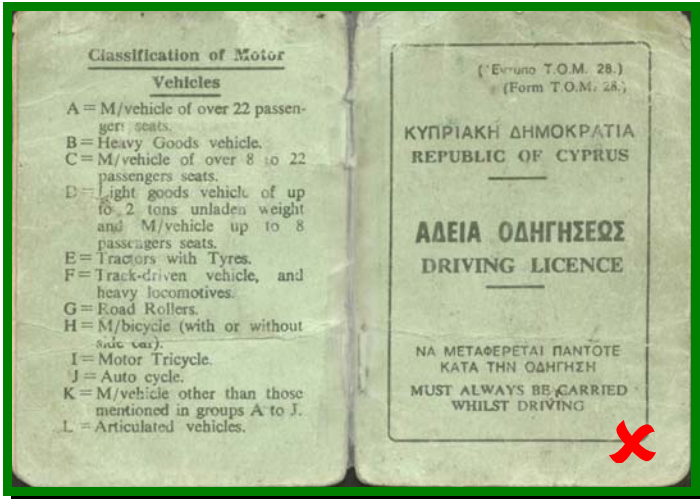 Classification of Motor
Vehicles
A = M/vehicle of over 22 passen-
ger seats.
B = Heavy Goods vehicle.
C = M/vehicle of over 8 to 22
passengers seats.
D = Light goods vehicle of up
to 2 tons unladen weight
and M/vehicle up to 8
passengers seats.
E = Tractors with Tyres.
F = Track-driven vehicle, and
heavy locomotives.
G = Road Rollers.
H = M/bicycle (with or without
side car).
I = Motor Tricycle.
J = Auto cycle.
K = M/vehicle other than those
mentioned in groups A to J.
L = Articulated vehicles.
(Έντυπο Τ.Ο.Μ. 28.)
(Form T.O.M. 28.)
ΚΥΠΡΙΑΚΗ ΔΗΜΟΚΡΑΤΙΑ
REPUBLIC OF CYPRUS
ΑΔΕΙΑ ΟΔΗΓΗΣΕΩΣ
DRIVING LICENCE
ΝΑ ΜΕΤΑΦΕΡΕΤΑΙ ΠΑΝΤΟΤΕ
ΚΑΤΑ ΤΗΝ ΟΔΗΓΗΣΗ
MUST ALWAYS BE CARRIED
WHILST DRIVING